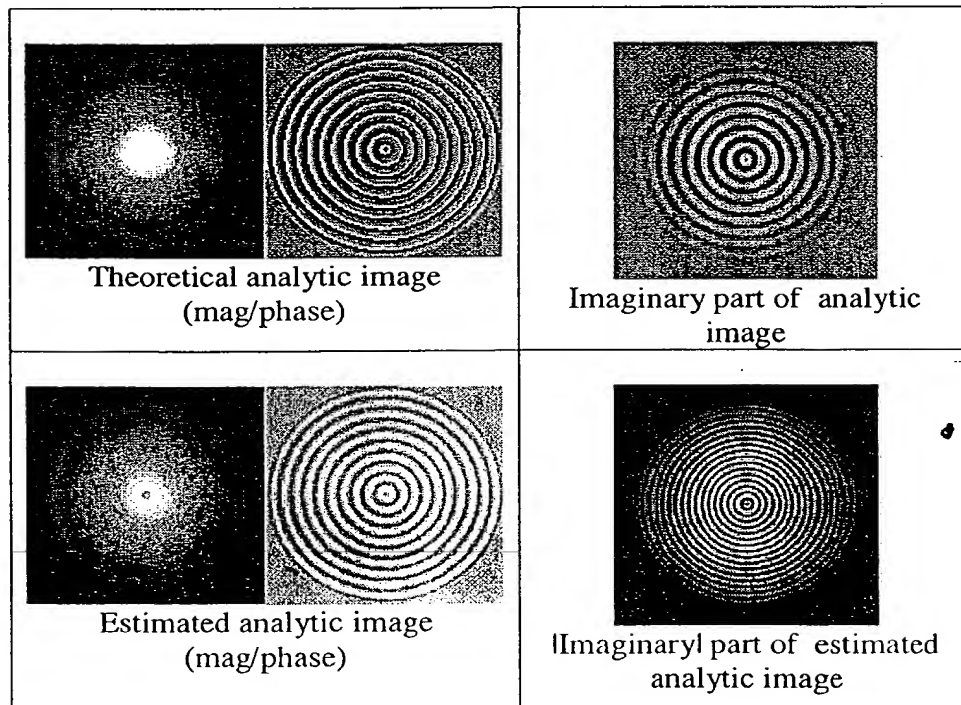 Theoretical analytic image
(mag/phase)
Imaginary part of analytic
image
Estimated analytic image
(mag/phase)
|Imaginary| part of estimated
analytic image